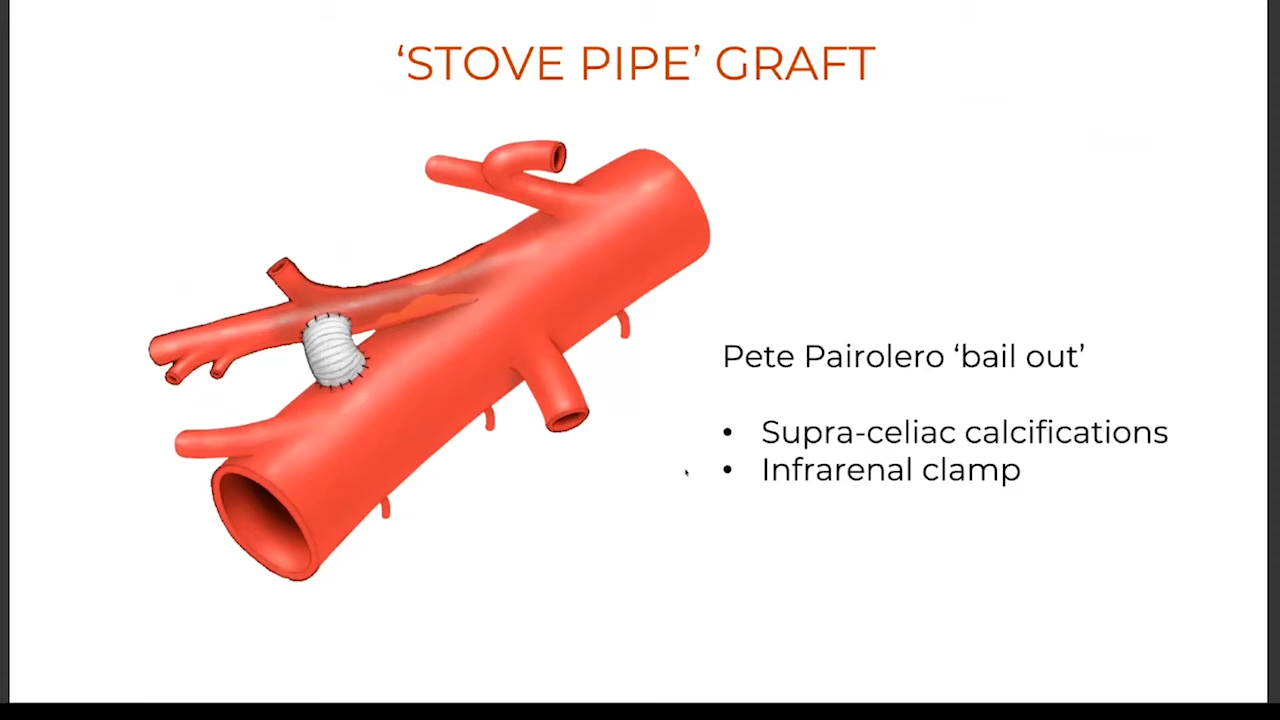 ‘STOVE PIPE’ GRAFT
Pete Pairolero ‘bail out’
• Supra-celiac calcifications
• Infrarenal clamp